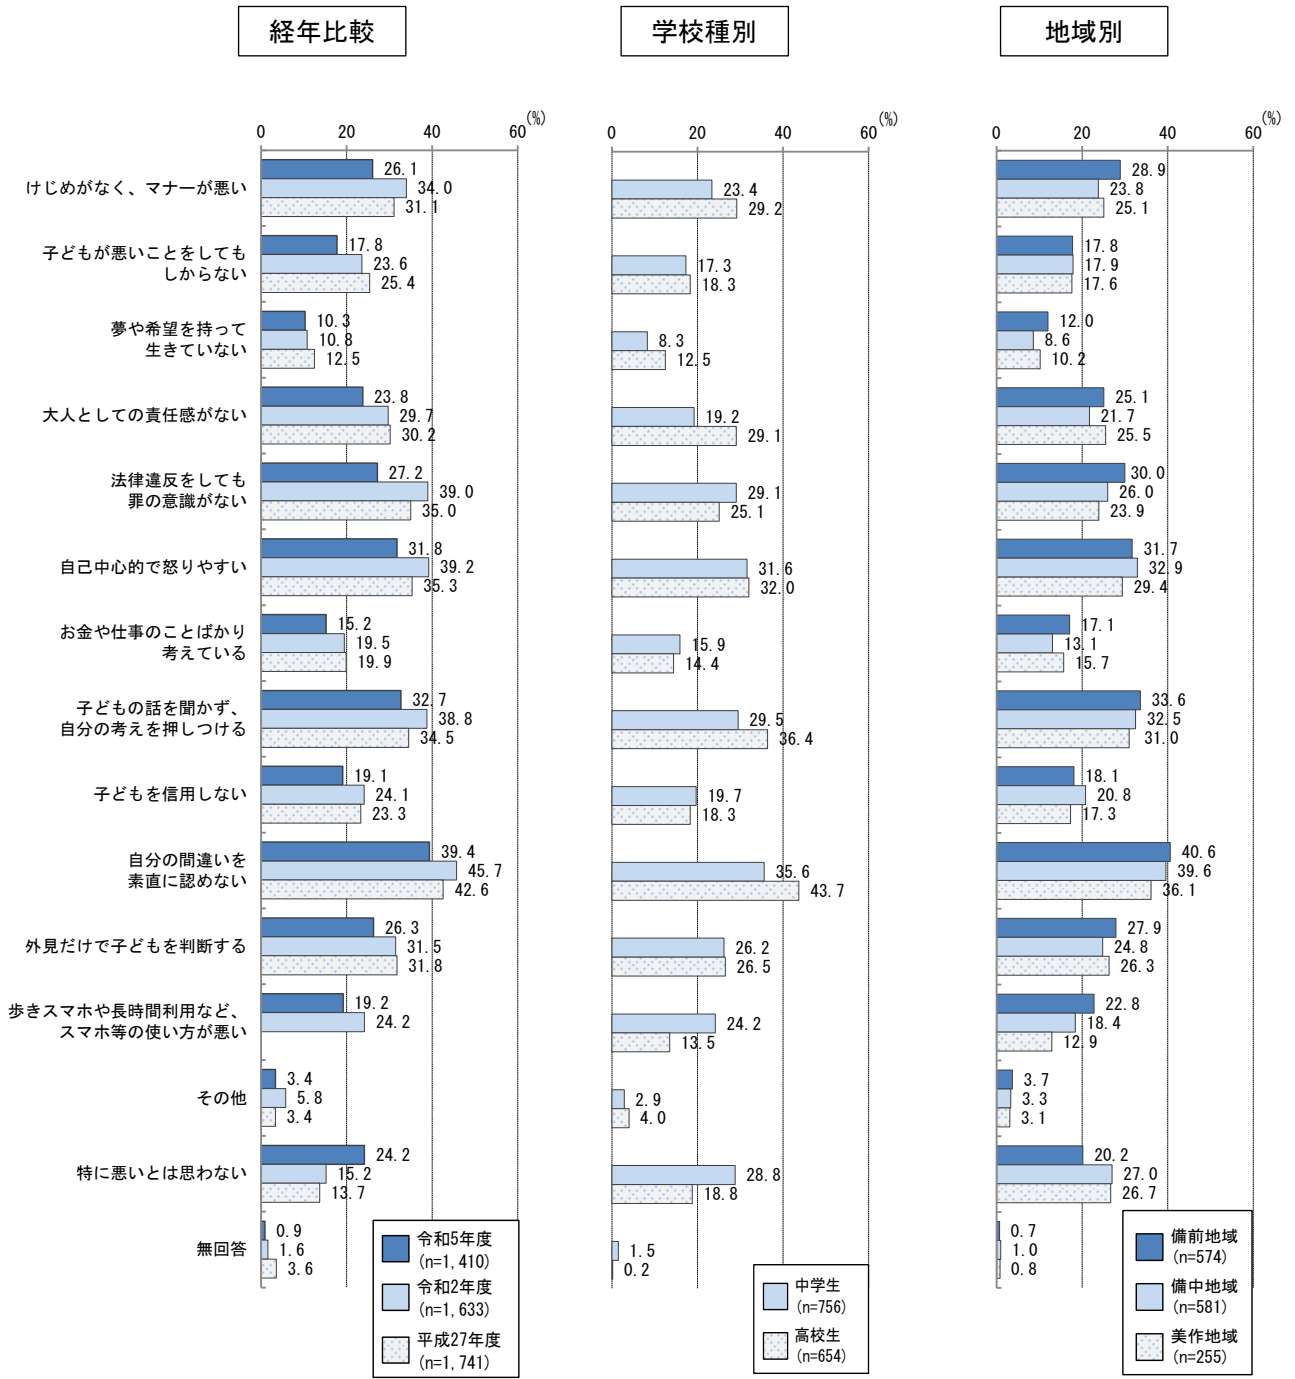 経年比較
学校種別
地域別
0 20 40 60 (%)
0 20 40 60 (%)
0 20 40 60 (%)
けじめがなく、マナーが悪い
26.1
34.0
31.1
23.4
29.2
28.9
23.8
25.1
子どもが悪いことをしても
しからない
17.8
23.6
25.4
17.3
18.3
17.8
17.9
17.6
夢や希望を持って
生きていない
10.3
10.8
12.5
8.3
12.5
12.0
8.6
10.2
大人としての責任感がない
23.8
29.7
30.2
19.2
29.1
25.1
21.7
25.5
法律違反をしても
罪の意識がない
27.2
39.0
35.0
29.1
25.1
30.0
26.0
23.9
自己中心的で怒りやすい
31.8
39.2
35.3
31.6
32.0
31.7
32.9
29.4
お金や仕事のことばかり
考えている
15.2
19.5
19.9
15.9
14.4
17.1
13.1
15.7
子どもの話を聞かず、
自分の考えを押しつける
32.7
38.8
34.5
29.5
36.4
33.6
32.5
31.0
子どもを信用しない
19.1
24.1
23.3
19.7
18.3
18.1
20.8
17.3
自分の間違いを
素直に認めない
39.4
45.7
42.6
35.6
43.7
40.6
39.6
36.1
外見だけで子どもを判断する
26.3
31.5
31.8
26.2
26.5
27.9
24.8
26.3
歩きスマホや長時間利用など、
スマホ等の使い方が悪い
19.2
24.2
24.2
13.5
22.8
18.4
12.9
その他
3.4
5.8
3.4
2.9
4.0
3.7
3.3
3.1
特に悪いとは思わない
24.2
15.2
13.7
28.8
18.8
20.2
27.0
26.7
無回答
0.9
1.6
3.6
1.5
0.2
0.7
1.0
0.8
令和5年度
(n=1,410)
令和2年度
(n=1,633)
平成27年度
(n=1,741)
中学生
(n=756)
高校生
(n=654)
備前地域
(n=574)
備中地域
(n=581)
美作地域
(n=255)